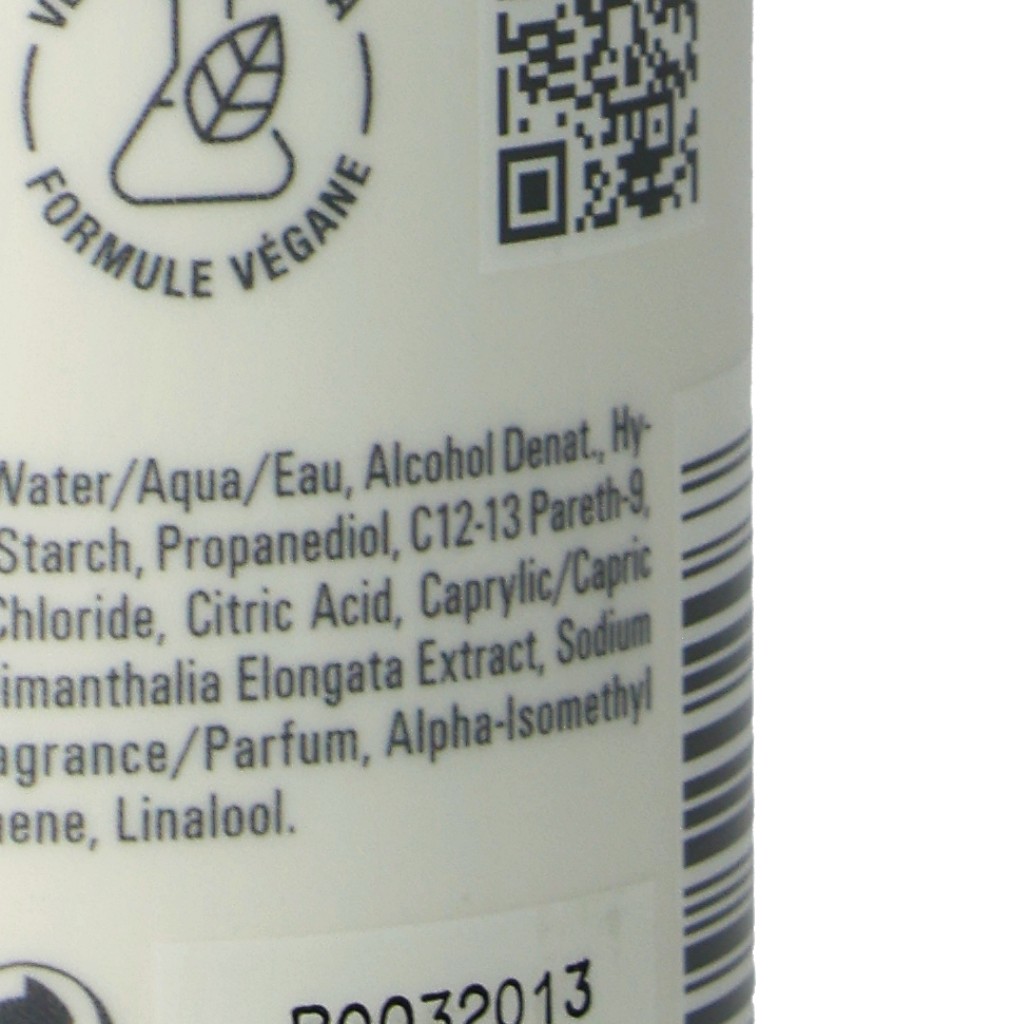 FORMULE VÉGANE
Water/Aqua/Eau, Alcohol Denat., Hy-
Starch, Propanediol, C12-13 Pareth-9,
Chloride, Citric Acid, Caprylic/Capric
imanthalia Elongata Extract, Sodium
agrance/Parfum, Alpha-Isomethyl
ene, Linalool.
0032013